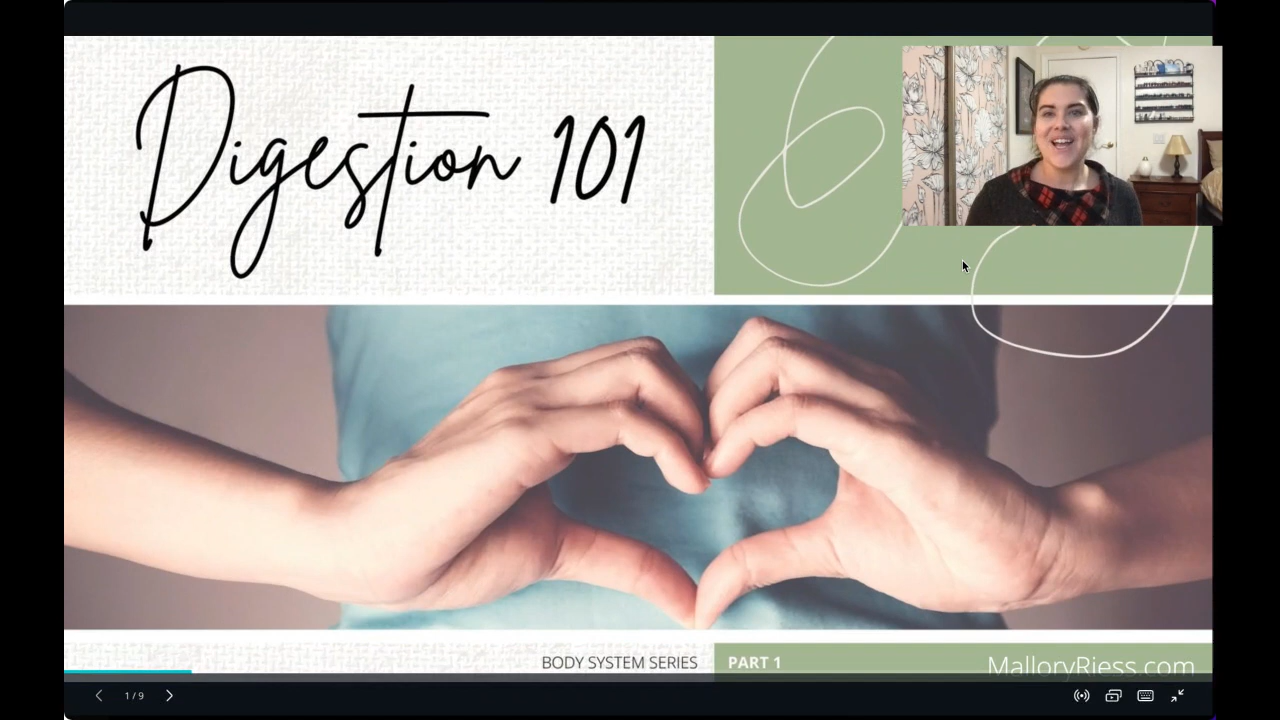 Digestion 101
BODY SYSTEM SERIES
PART 1
MalloryRiess.com
1/9